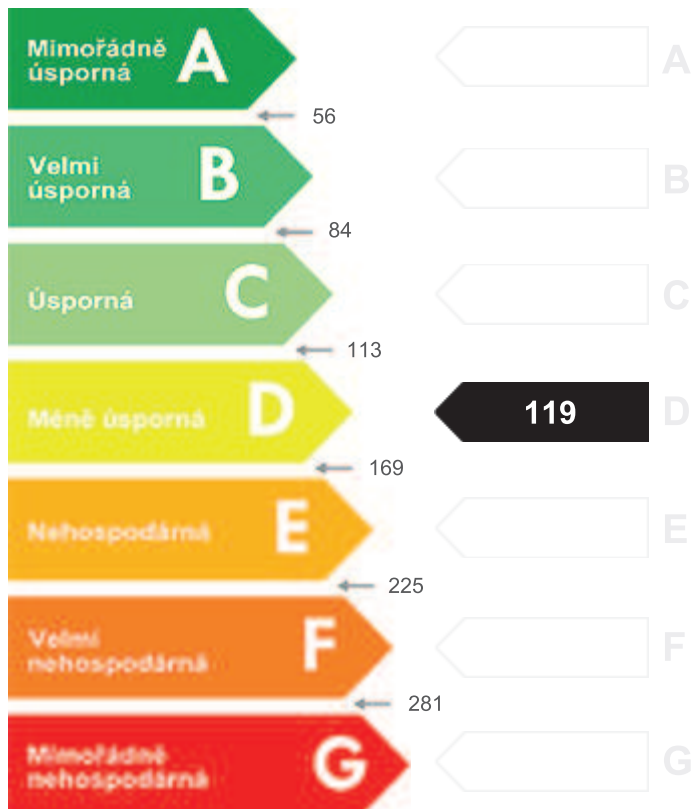 Mimořádně
úsporná
A
A
56
Velmi
úsporná
B
B
84
Úsporná
C
C
113
Méně úsporná
D
119
D
169
Nehospodárná
E
E
225
Velmi
nehospodárná
F
F
281
Mimořádně
nehospodárná
G
G